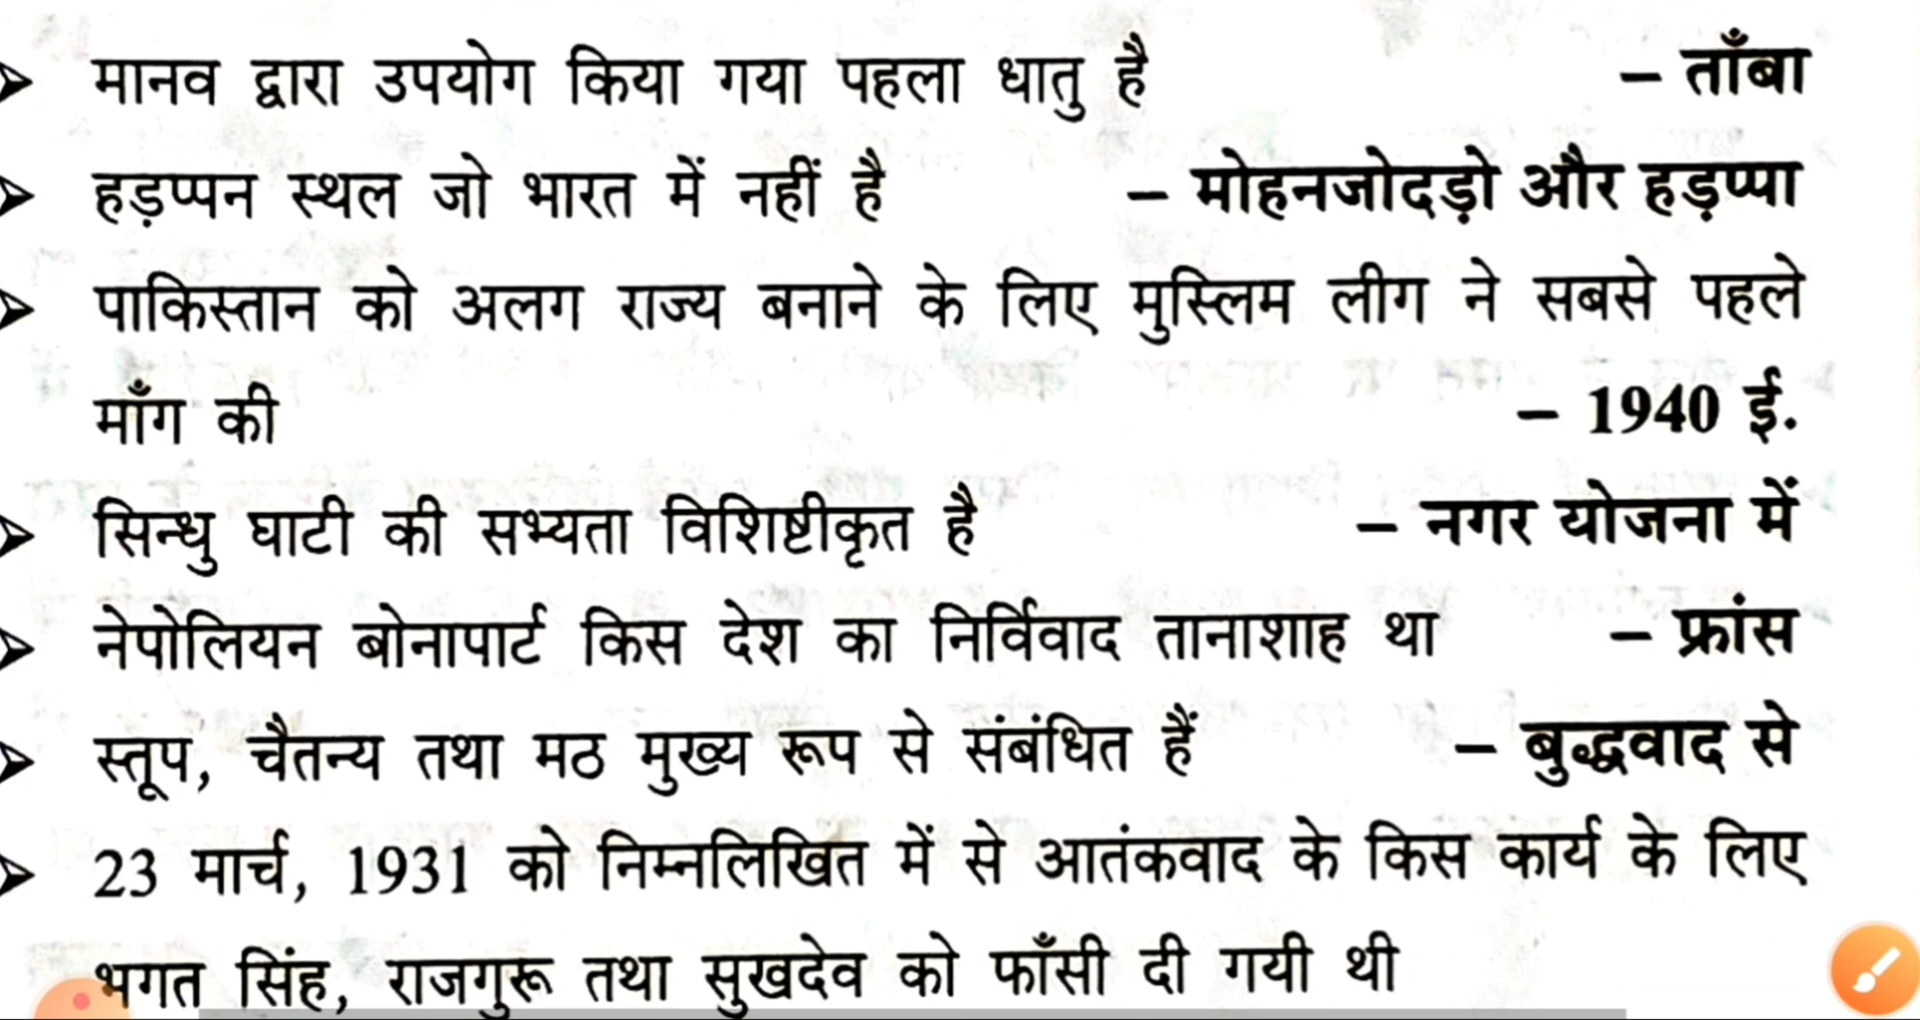 ➤ मानव द्वारा उपयोग किया गया पहला धातु है – ताँबा
➤ हड़प्पन स्थल जो भारत में नहीं है – मोहनजोदड़ो और हड़प्पा
➤ पाकिस्तान को अलग राज्य बनाने के लिए मुस्लिम लीग ने सबसे पहले
माँग की – 1940 ई.
➤ सिन्धु घाटी की सभ्यता विशिष्टीकृत है – नगर योजना में
➤ नेपोलियन बोनापार्ट किस देश का निर्विवाद तानाशाह था – फ्रांस
➤ स्तूप, चैतन्य तथा मठ मुख्य रूप से संबंधित हैं – बुद्धवाद से
➤ 23 मार्च, 1931 को निम्नलिखित में से आतंकवाद के किस कार्य के लिए
भगत सिंह, राजगुरू तथा सुखदेव को फाँसी दी गयी थी